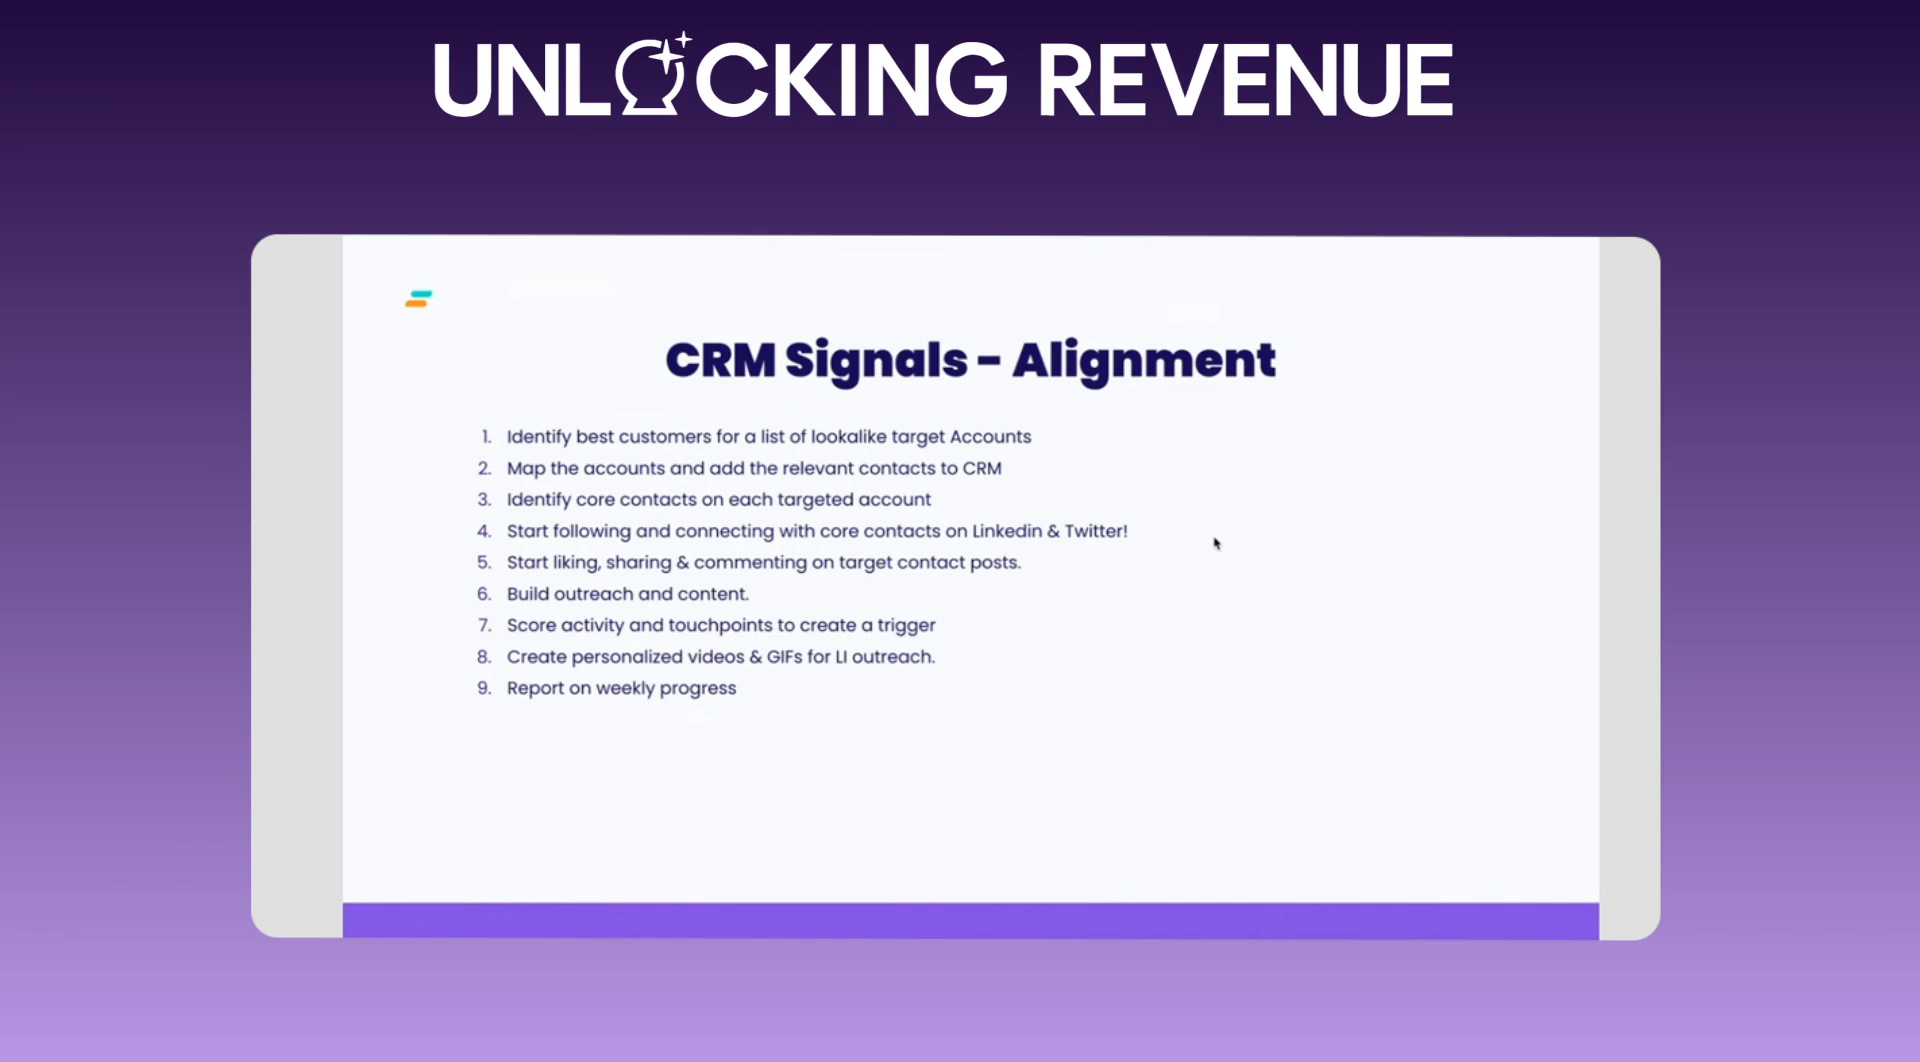 UNLOCKING REVENUE
CRM Signals – Alignment
1. Identify best customers for a list of lookalike target Accounts
2. Map the accounts and add the relevant contacts to CRM
3. Identify core contacts on each targeted account
4. Start following and connecting with core contacts on Linkedin & Twitter!
5. Start liking, sharing & commenting on target contact posts.
6. Build outreach and content.
7. Score activity and touchpoints to create a trigger
8. Create personalized videos & GIFs for LI outreach.
9. Report on weekly progress